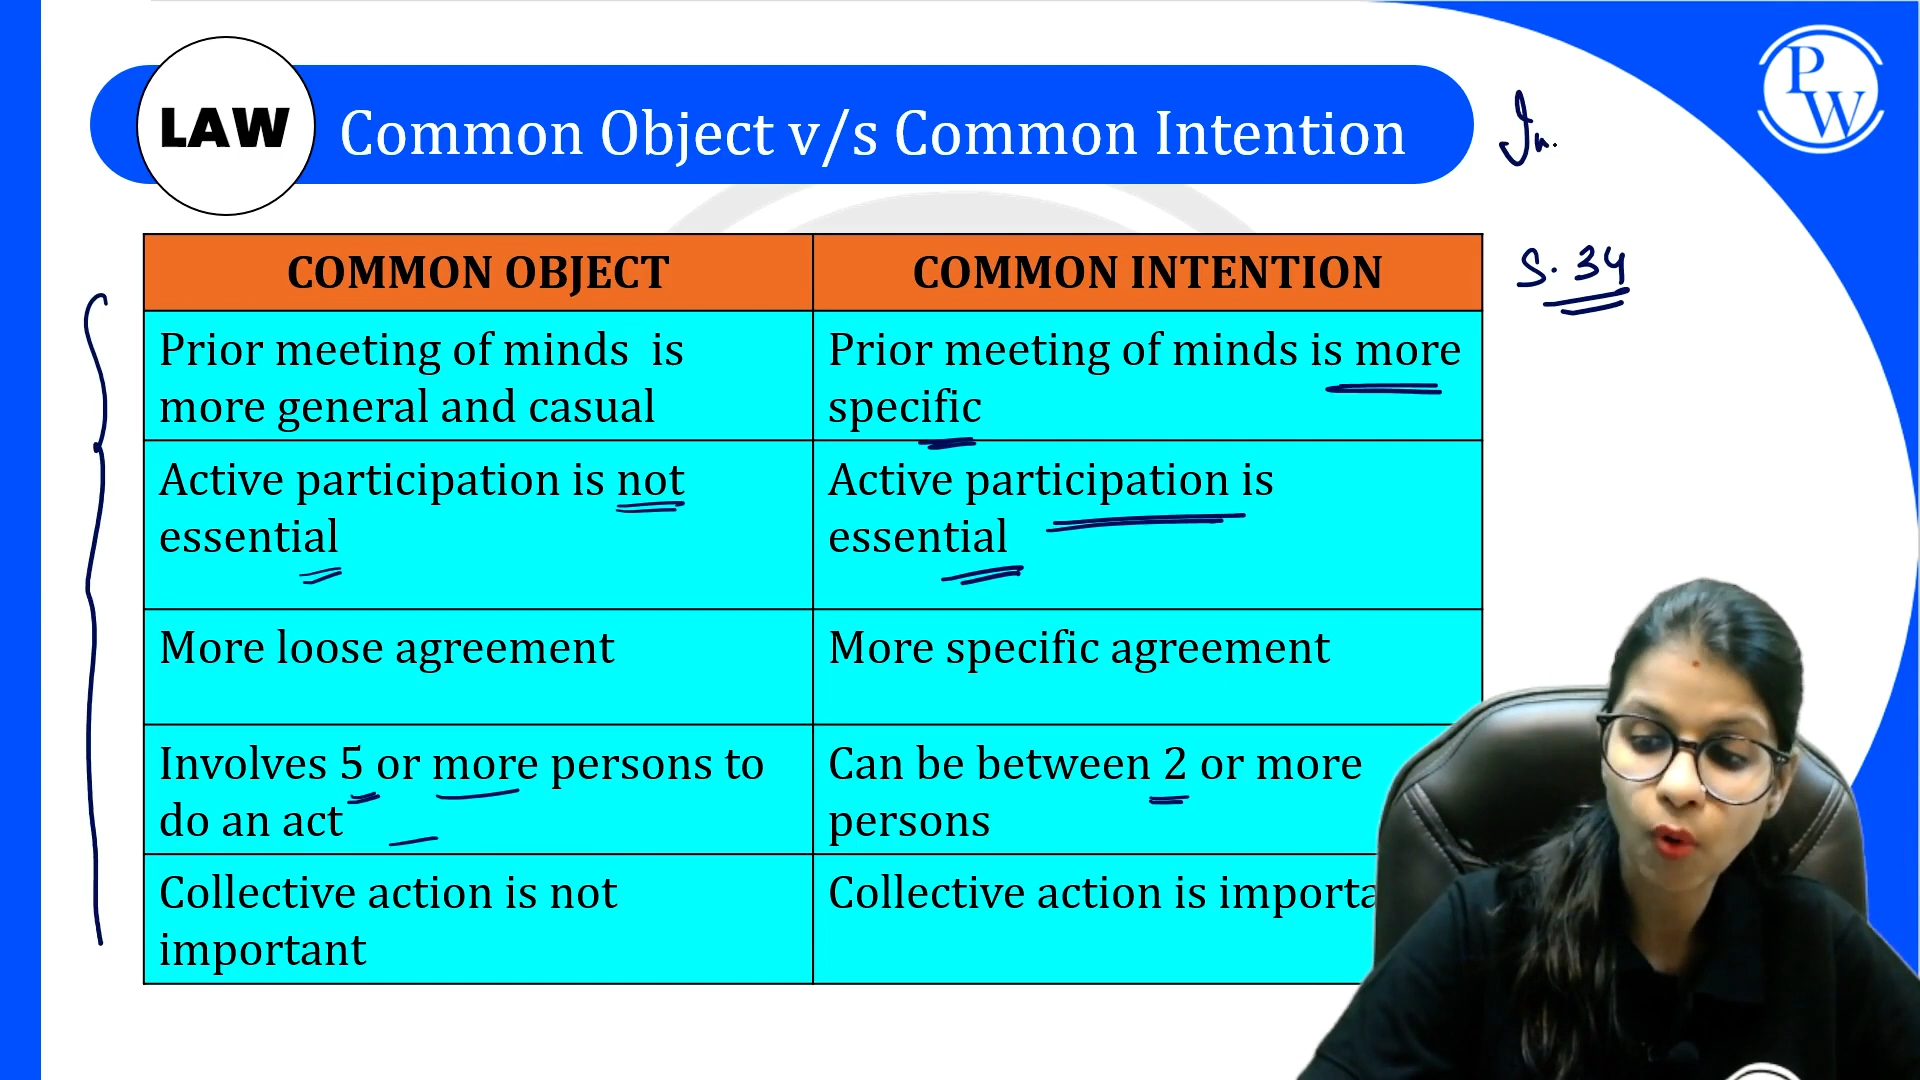 LAW
Common Object v/s Common Intention
PW
In.
COMMON OBJECT
COMMON INTENTION
S. 34
Prior meeting of minds is
more general and casual
Prior meeting of minds is more
specific
Active participation is not
essential
Active participation is
essential
More loose agreement
More specific agreement
Involves 5 or more persons to
do an act
Can be between 2 or more
persons
Collective action is not
important
Collective action is importa